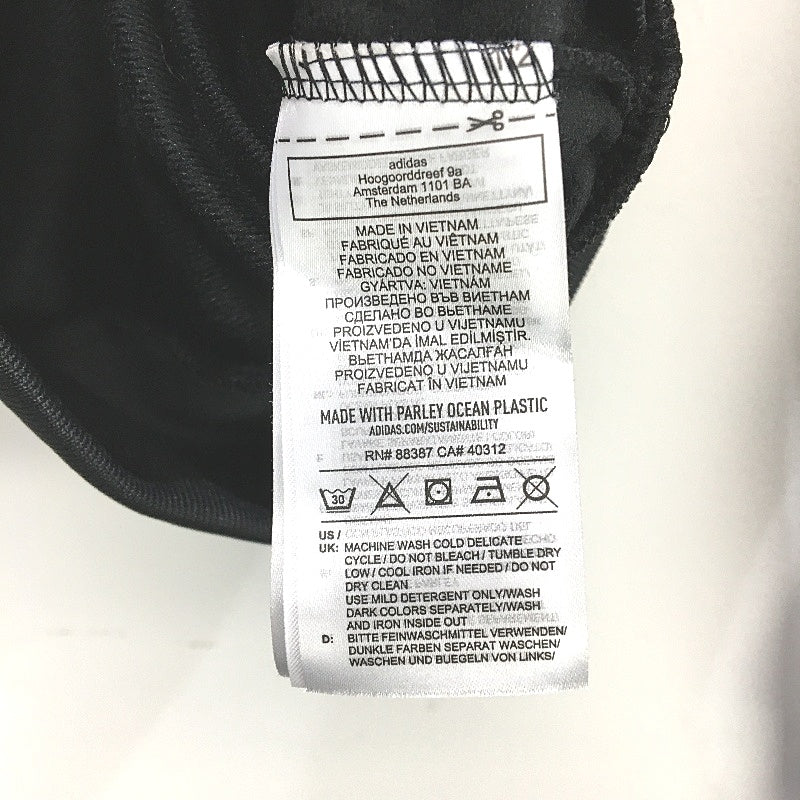 adidas
Hoogoorddreef 9a
Amsterdam 1101 BA
The Netherlands
MADE IN VIETNAM
FABRIQUÉ AU VIÊTNAM
FABRICADO EN VIETNAM
FABRICADO NO VIETNAME
GYÁRTVA: VIETNÁM
ПРОИЗВЕДЕНО ВЪВ ВИЕТНАМ
СДЕЛАНО ВО ВЬЕТНАМЕ
PROIZVEDENO U VIJETNAMU
VİETNAM'DA İMAL EDİLMİŞTİR.
ВЬЕТНАМДА ЖАСАЛҒАН
PROIZVEDENO U VIJETNAMU
FABRICAT ÎN VIETNAM
MADE WITH PARLEY OCEAN PLASTIC
ADIDAS.COM/SUSTAINABILITY
RN# 88387 CA# 40312
30
US /
UK: MACHINE WASH COLD DELICATE
CYCLE / DO NOT BLEACH / TUMBLE DRY
LOW / COOL IRON IF NEEDED / DO NOT
DRY CLEAN
USE MILD DETERGENT ONLY/WASH
DARK COLORS SEPARATELY/WASH
AND IRON INSIDE OUT
D: BITTE FEINWASCHMITTEL VERWENDEN/
DUNKLE FARBEN SEPARAT WASCHEN/
WASCHEN UND BUEGELN VON LINKS/